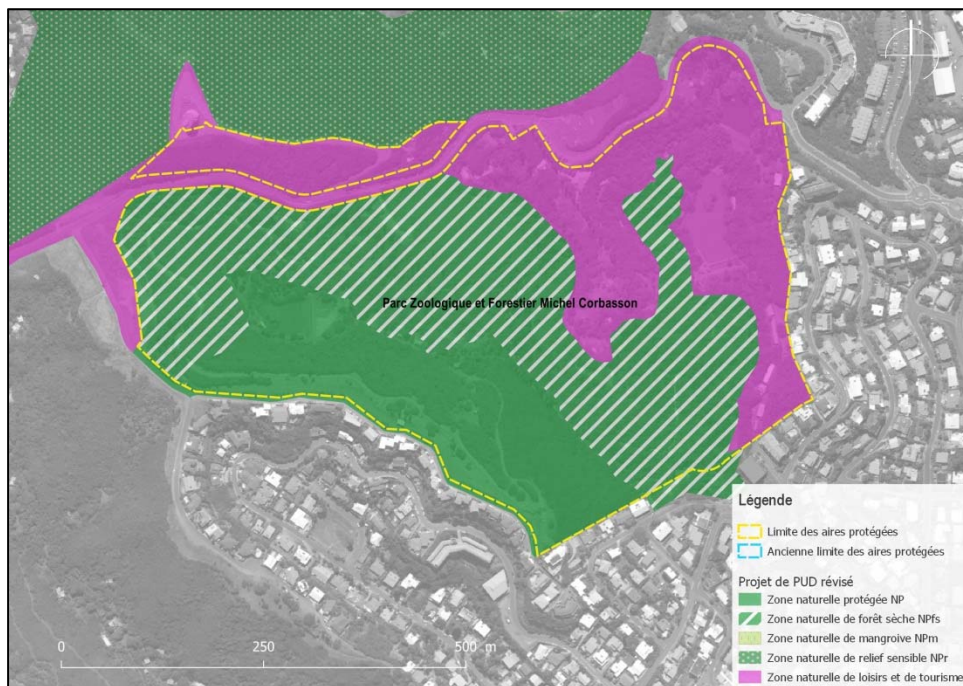 Parc Zoologique et Forestier Michel Corbasson
Légende
Limite des aires protégées
Ancienne limite des aires protégées
Projet de PUD révisé
Zone naturelle protégée NP
Zone naturelle de forêt sèche NPfs
Zone naturelle de mangroive NPm
Zone naturelle de relief sensible NPr
Zone naturelle de loisirs et de tourisme
0 250 500 m